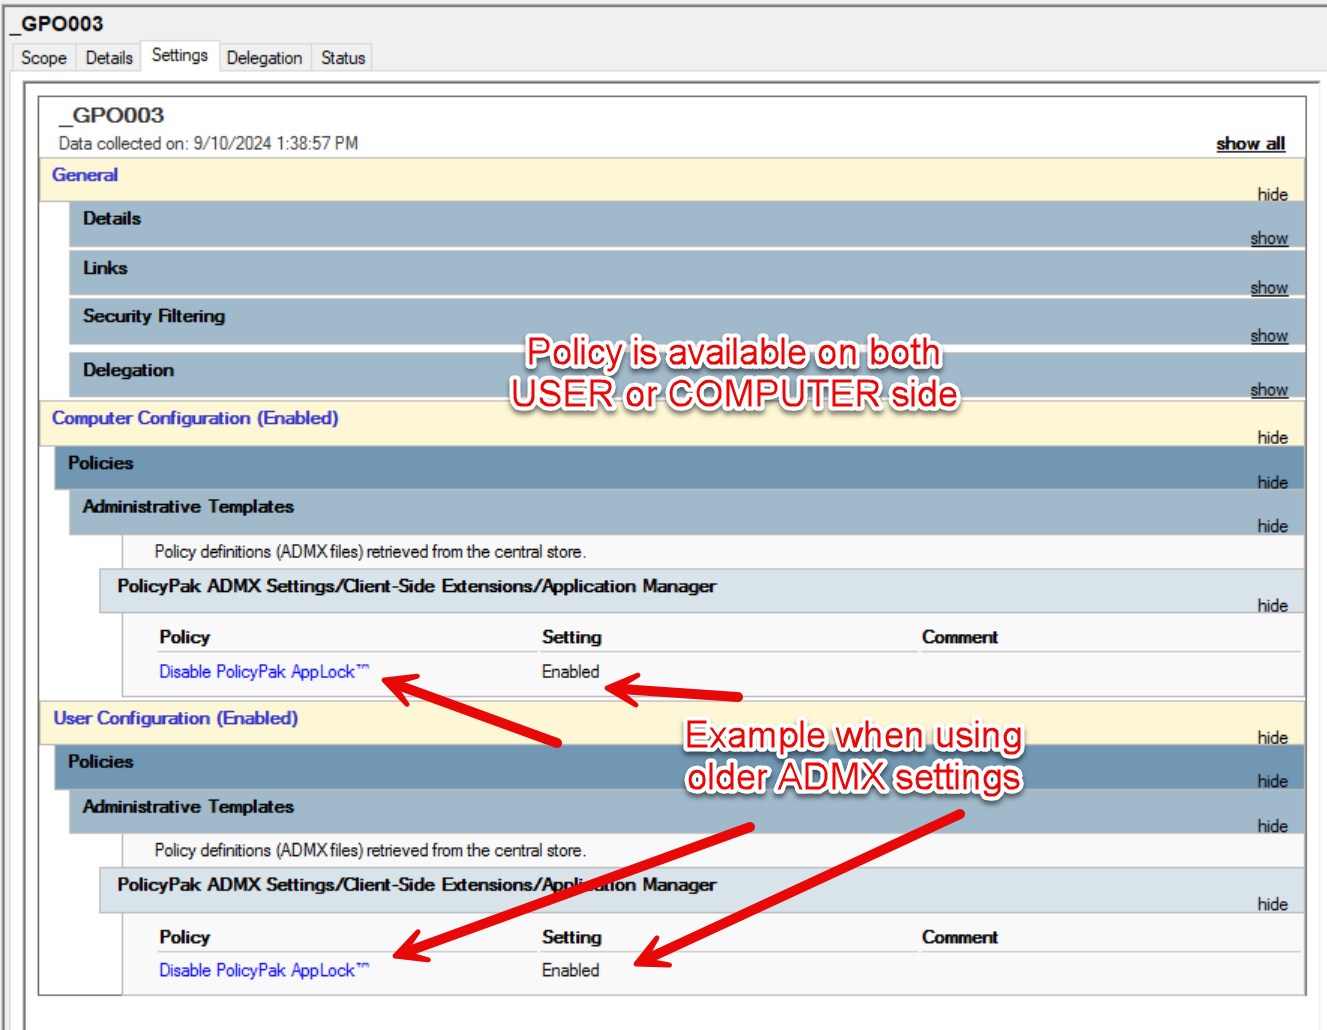 _GPO003
Scope Details Settings Delegation Status
_GPO003
Data collected on: 9/10/2024 1:38:57 PM show all
General
hide
Details
show
Links
show
Security Filtering
show
Policy is available on both
USER or COMPUTER side
Delegation
show
Computer Configuration (Enabled)
hide
Policies
hide
Administrative Templates
hide
Policy definitions (ADMX files) retrieved from the central store.
PolicyPak ADMX Settings/Client-Side Extensions/Application Manager
hide
Policy Setting Comment
Disable PolicyPak AppLock™ Enabled
User Configuration (Enabled)
hide
Example when using
older ADMX settings
Policies
hide
Administrative Templates
hide
Policy definitions (ADMX files) retrieved from the central store.
PolicyPak ADMX Settings/Client-Side Extensions/Application Manager
hide
Policy Setting Comment
Disable PolicyPak AppLock™ Enabled